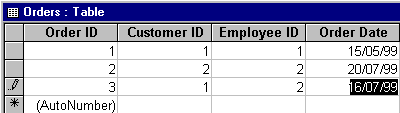 Orders : Table
Order ID Customer ID Employee ID Order Date
1 1 1 15/05/99
2 2 2 20/07/99
3 1 2 16/07/99
(AutoNumber)